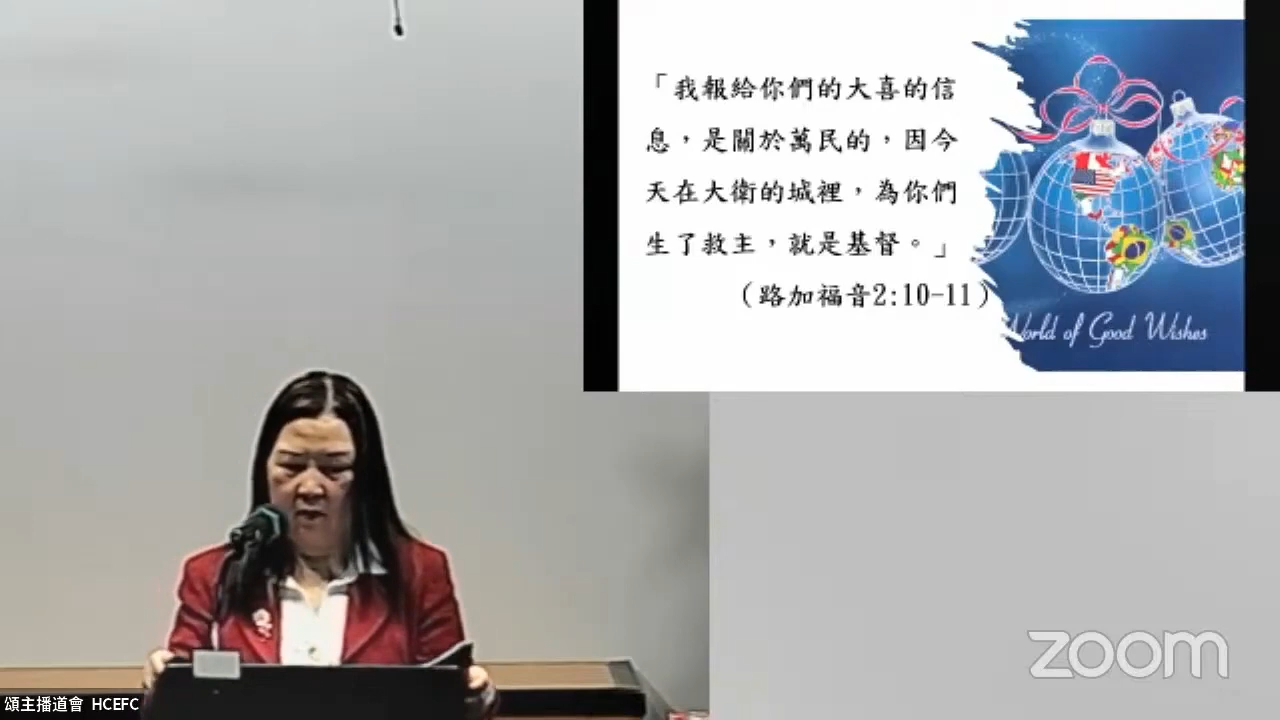 「我報給你們的大喜的信
息，是關於萬民的，因今
天在大衛的城裡，為你們
生了救主，就是基督。」
（路加福音2:10-11）
World of Good Wishes
zoom
頌主播道會 HCEFC